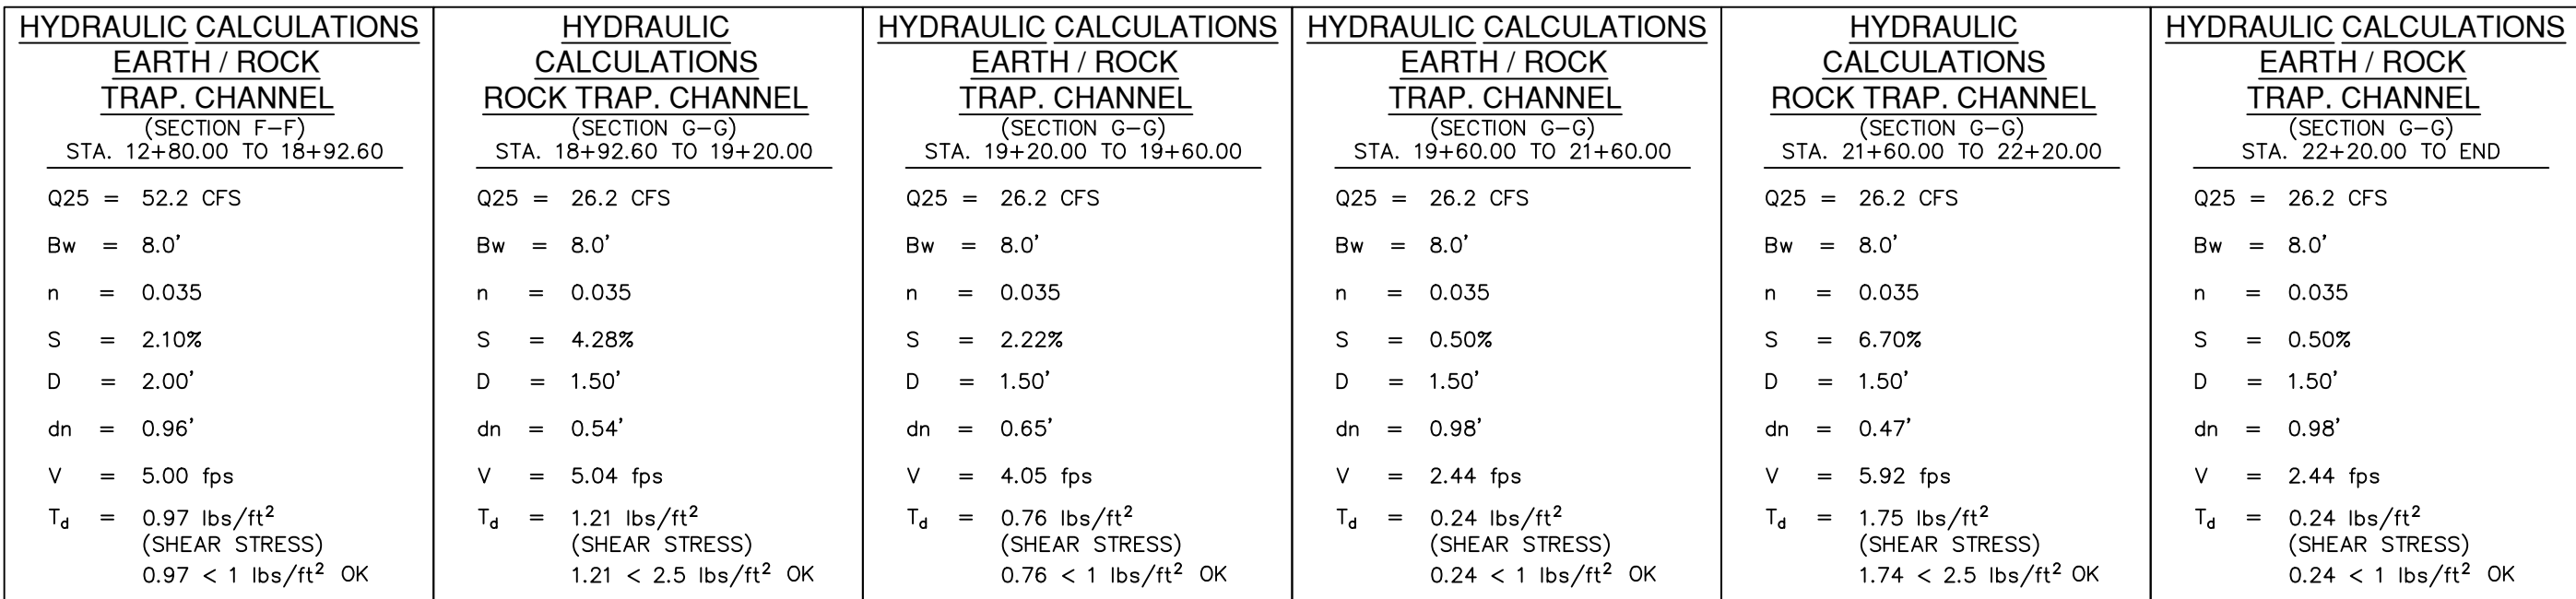 HYDRAULIC CALCULATIONS
EARTH / ROCK
TRAP. CHANNEL
(SECTION F-F)
STA. 12+80.00 TO 18+92.60
Q25 = 52.2 CFS
Bw = 8.0'
n = 0.035
S = 2.10%
D = 2.00'
dn = 0.96'
V = 5.00 fps
Td = 0.97 lbs/ft²
(SHEAR STRESS)
0.97 < 1 lbs/ft² OK
HYDRAULIC
CALCULATIONS
ROCK TRAP. CHANNEL
(SECTION G-G)
STA. 18+92.60 TO 19+20.00
Q25 = 26.2 CFS
Bw = 8.0'
n = 0.035
S = 4.28%
D = 1.50'
dn = 0.54'
V = 5.04 fps
Td = 1.21 lbs/ft²
(SHEAR STRESS)
1.21 < 2.5 lbs/ft² OK
HYDRAULIC CALCULATIONS
EARTH / ROCK
TRAP. CHANNEL
(SECTION G-G)
STA. 19+20.00 TO 19+60.00
Q25 = 26.2 CFS
Bw = 8.0'
n = 0.035
S = 2.22%
D = 1.50'
dn = 0.65'
V = 4.05 fps
Td = 0.76 lbs/ft²
(SHEAR STRESS)
0.76 < 1 lbs/ft² OK
HYDRAULIC CALCULATIONS
EARTH / ROCK
TRAP. CHANNEL
(SECTION G-G)
STA. 19+60.00 TO 21+60.00
Q25 = 26.2 CFS
Bw = 8.0'
n = 0.035
S = 0.50%
D = 1.50'
dn = 0.98'
V = 2.44 fps
Td = 0.24 lbs/ft²
(SHEAR STRESS)
0.24 < 1 lbs/ft² OK
HYDRAULIC
CALCULATIONS
ROCK TRAP. CHANNEL
(SECTION G-G)
STA. 21+60.00 TO 22+20.00
Q25 = 26.2 CFS
Bw = 8.0'
n = 0.035
S = 6.70%
D = 1.50'
dn = 0.47'
V = 5.92 fps
Td = 1.75 lbs/ft²
(SHEAR STRESS)
1.74 < 2.5 lbs/ft² OK
HYDRAULIC CALCULATIONS
EARTH / ROCK
TRAP. CHANNEL
(SECTION G-G)
STA. 22+20.00 TO END
Q25 = 26.2 CFS
Bw = 8.0'
n = 0.035
S = 0.50%
D = 1.50'
dn = 0.98'
V = 2.44 fps
Td = 0.24 lbs/ft²
(SHEAR STRESS)
0.24 < 1 lbs/ft² OK